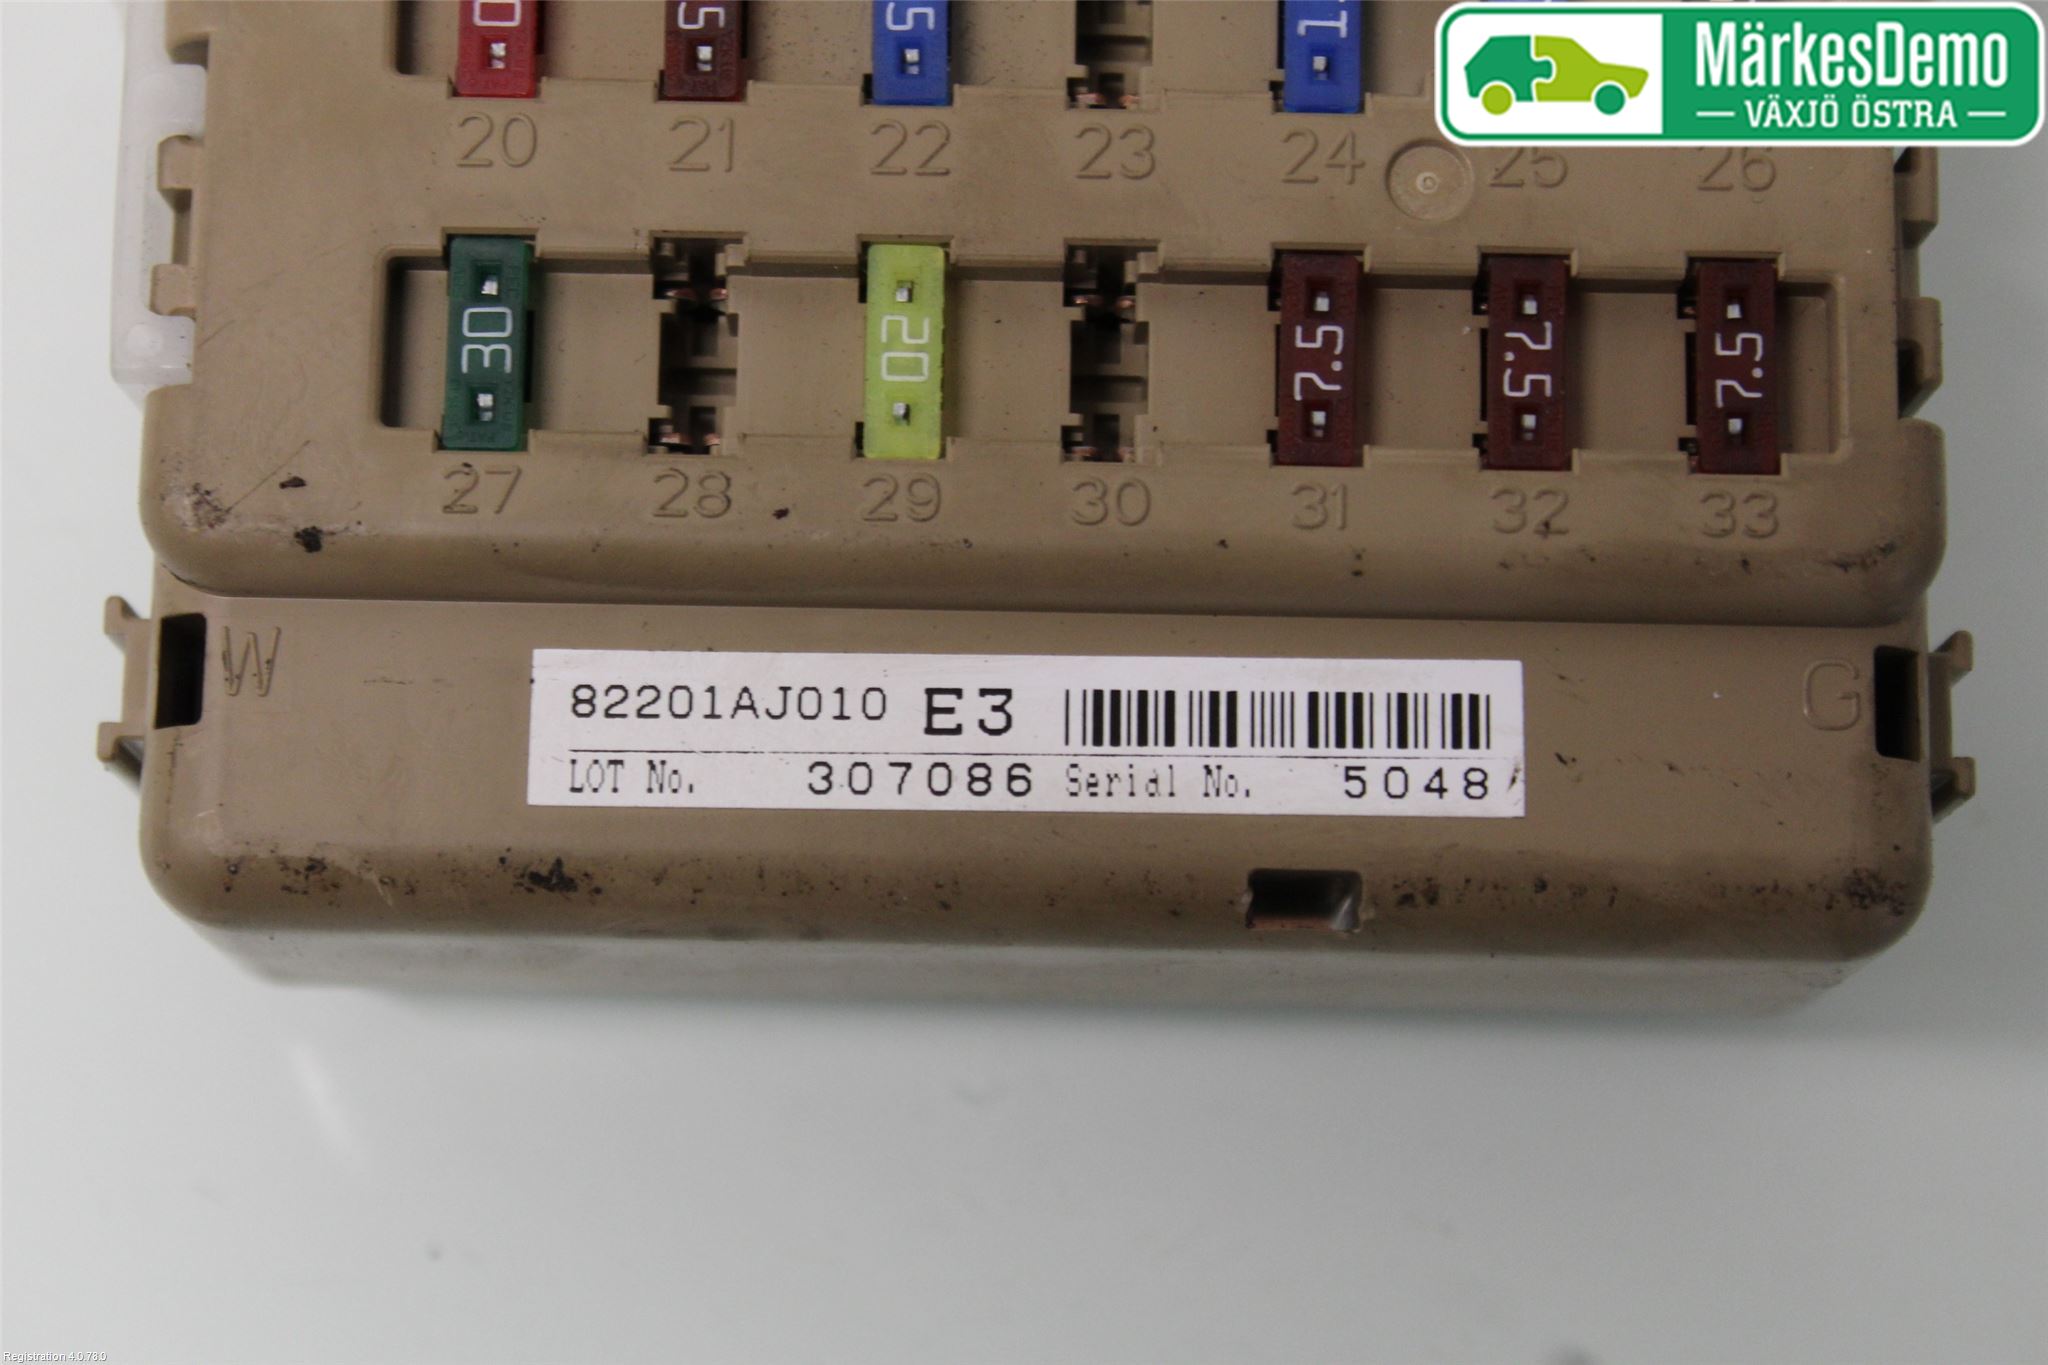 MärkesDemo
VÄXJÖ ÖSTRA
20 21 22 23 24 25 26
30 20 7.5 7.5 7.5
27 28 29 30 31 32 33
W G
82201AJ010 E3
LOT No. 307086 Serial No. 5048
Registration 4.0.78.0